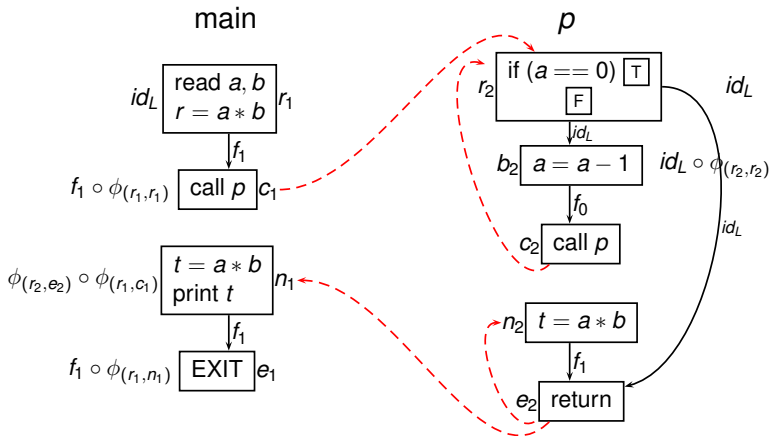 main
id_L
read a, b
r = a ∗ b
r_1
f_1
f_1 ∘ ϕ_(r_1,r_1)
call p
c_1
ϕ_(r_2,e_2) ∘ ϕ_(r_1,c_1)
t = a ∗ b
print t
n_1
f_1
f_1 ∘ ϕ_(r_1,n_1)
EXIT
e_1
p
r_2
if (a == 0) T
F
id_L
id_L
b_2
a = a − 1
id_L ∘ ϕ_(r_2,r_2)
f_0
id_L
c_2
call p
n_2
t = a ∗ b
f_1
e_2
return